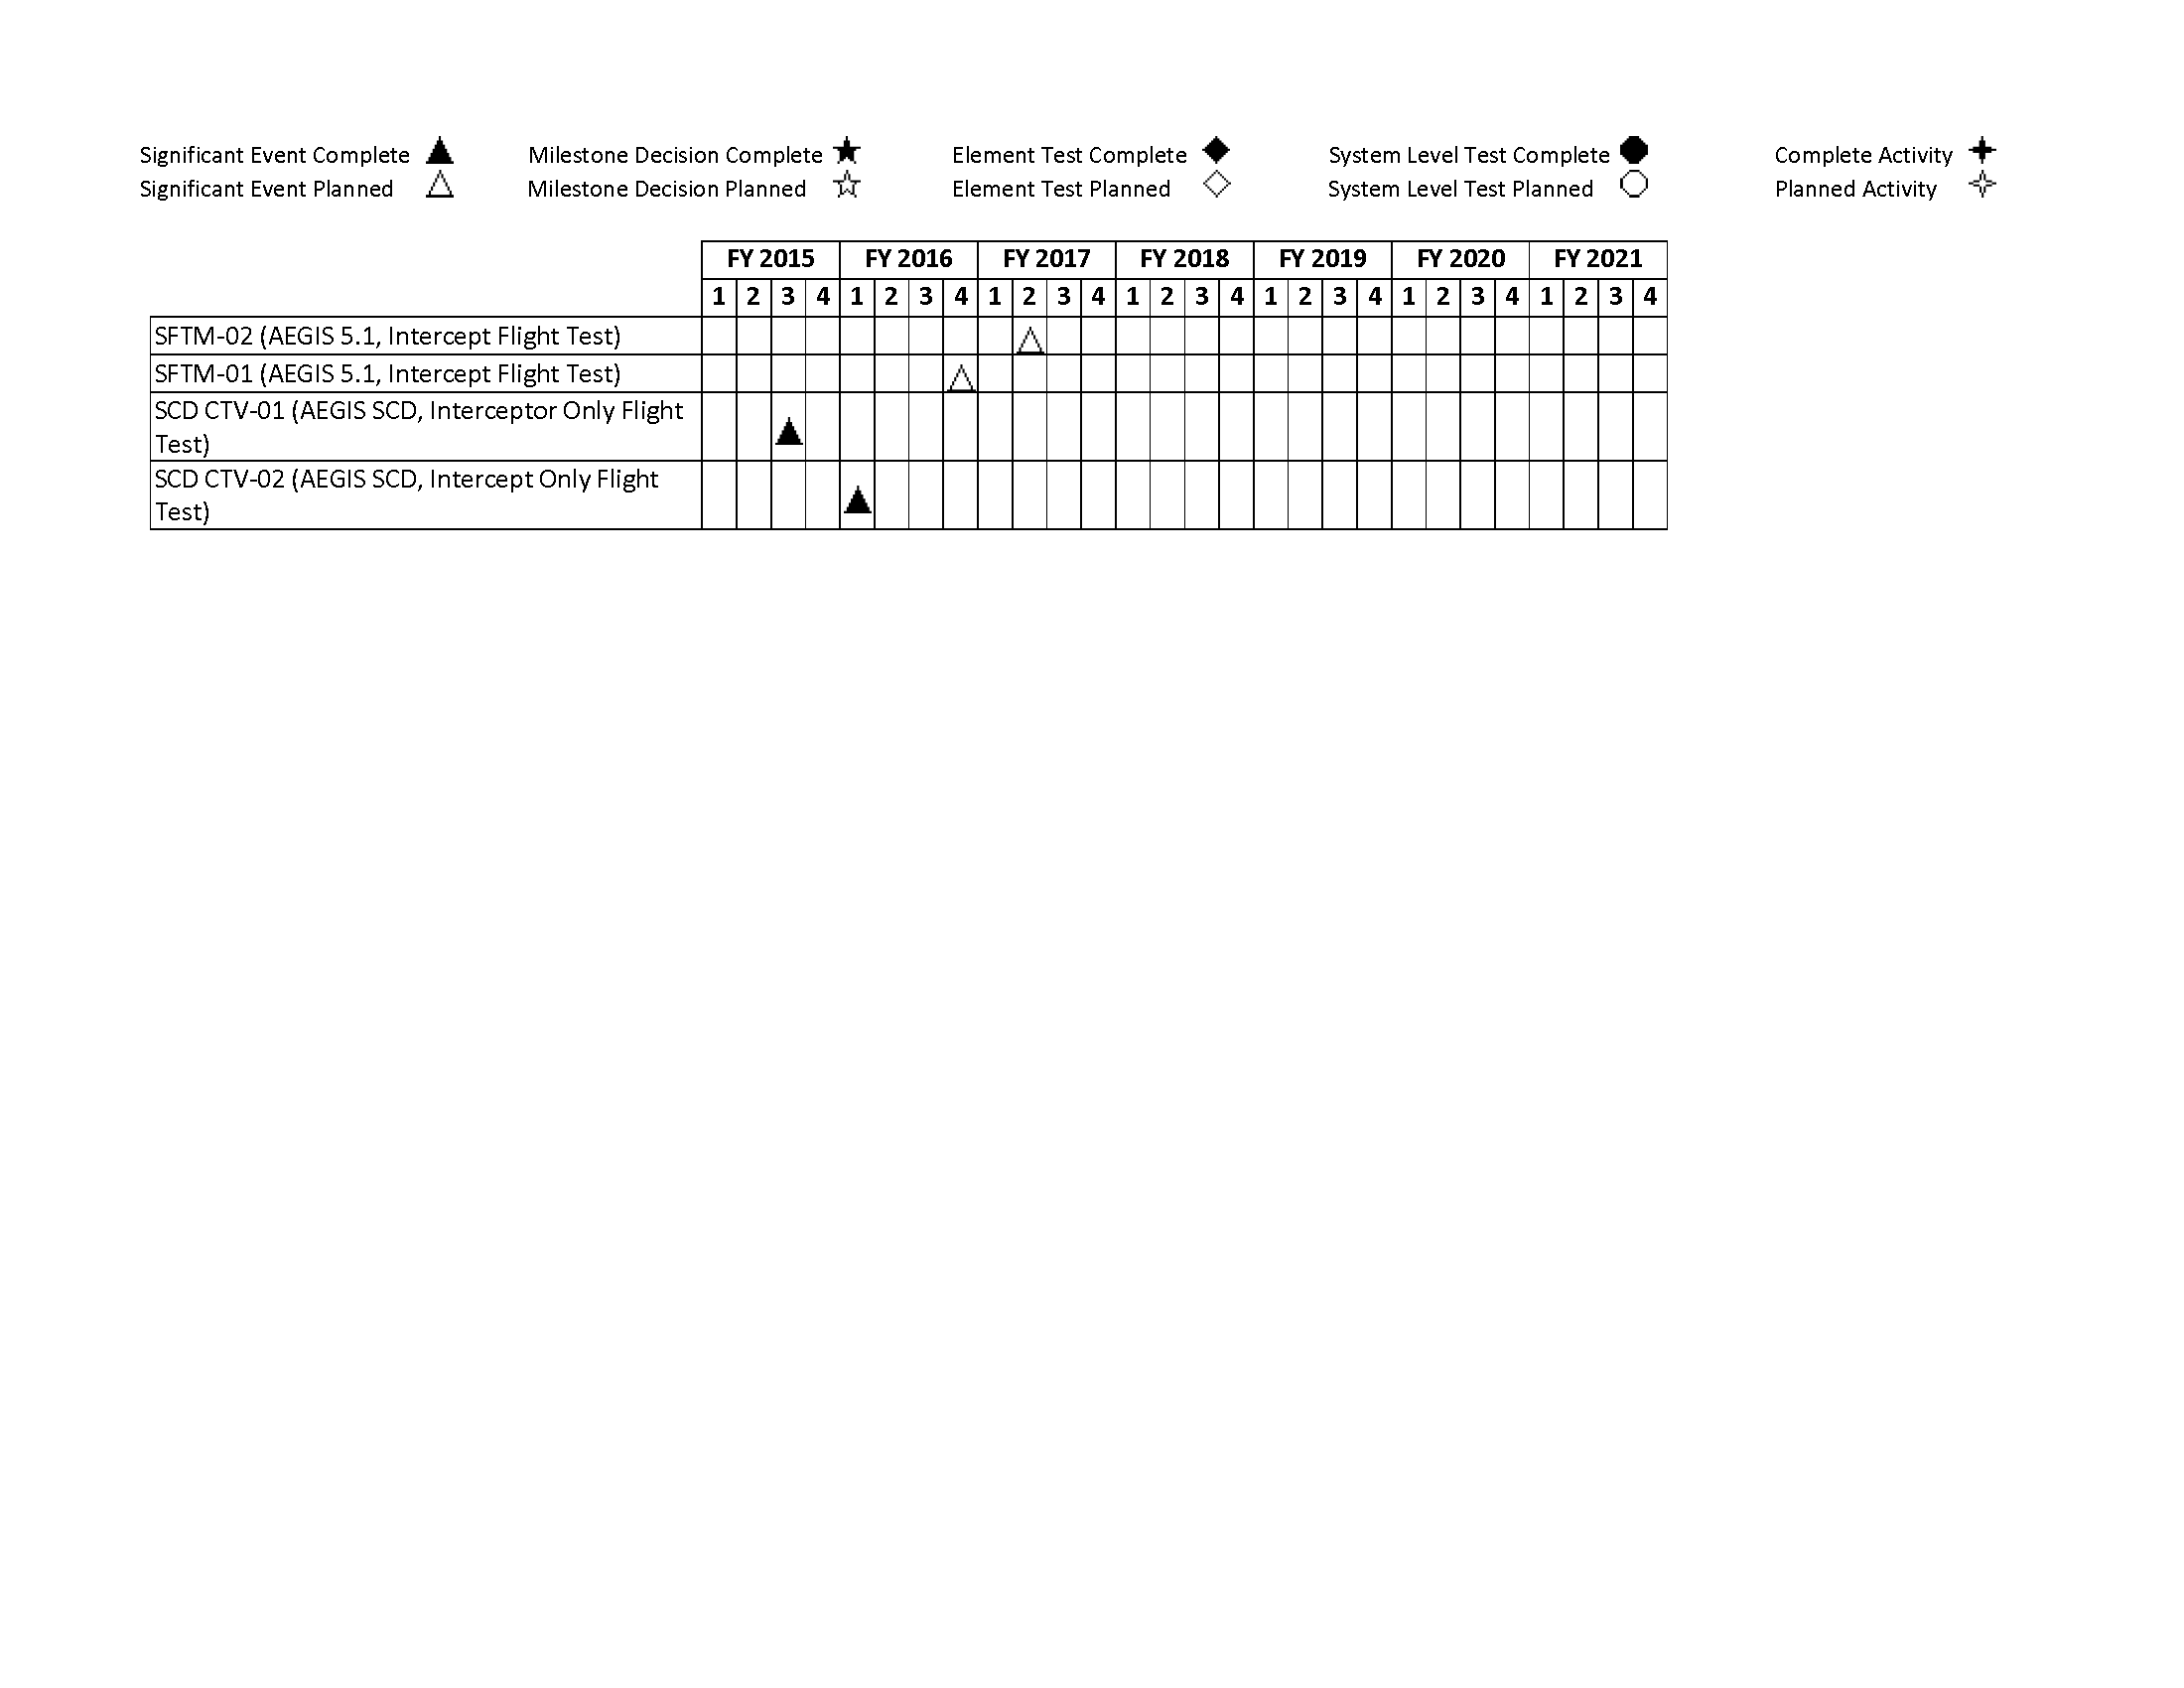 Significant Event Complete Milestone Decision Complete Element Test Complete System Level Test Complete Complete Activity
Significant Event Planned Milestone Decision Planned Element Test Planned System Level Test Planned Planned Activity
FY 2015 FY 2016 FY 2017 FY 2018 FY 2019 FY 2020 FY 2021
1 2 3 4 1 2 3 4 1 2 3 4 1 2 3 4 1 2 3 4 1 2 3 4 1 2 3 4
SFTM-02 (AEGIS 5.1, Intercept Flight Test)
SFTM-01 (AEGIS 5.1, Intercept Flight Test)
SCD CTV-01 (AEGIS SCD, Interceptor Only Flight
Test)
SCD CTV-02 (AEGIS SCD, Intercept Only Flight
Test)